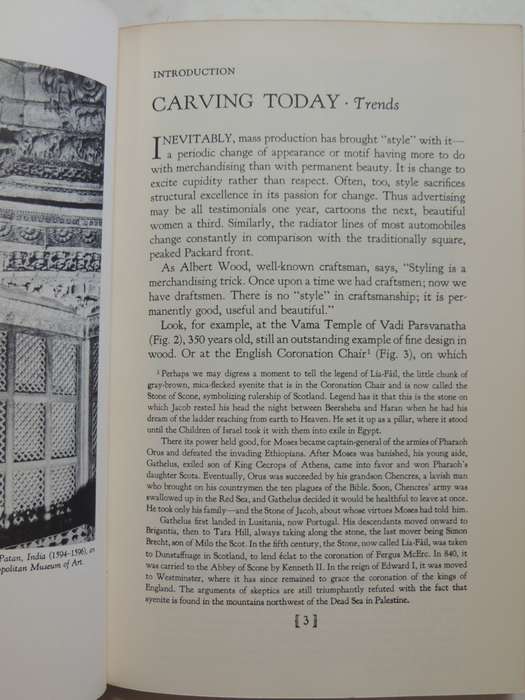 Patan, India (1594-1596), as
opolitan Museum of Art.
INTRODUCTION
CARVING TODAY · Trends
INEVITABLY, mass production has brought "style" with it—
a periodic change of appearance or motif having more to do
with merchandising than with permanent beauty. It is change to
excite cupidity rather than respect. Often, too, style sacrifices
structural excellence in its passion for change. Thus advertising
may be all testimonials one year, cartoons the next, beautiful
women a third. Similarly, the radiator lines of most automobiles
change constantly in comparison with the traditionally square,
peaked Packard front.
As Albert Wood, well-known craftsman, says, "Styling is a
merchandising trick. Once upon a time we had craftsmen; now we
have draftsmen. There is no "style" in craftsmanship; it is per-
manently good, useful and beautiful."
Look, for example, at the Vama Temple of Vadi Parsvanatha
(Fig. 2), 350 years old, still an outstanding example of fine design in
wood. Or at the English Coronation Chair¹ (Fig. 3), on which
¹ Perhaps we may digress a moment to tell the legend of Lia-Fáil, the little chunk of
gray-brown, mica-flecked syenite that is in the Coronation Chair and is now called the
Stone of Scone, symbolizing rulership of Scotland. Legend has it that this is the stone on
which Jacob rested his head the night between Beersheba and Haran when he had his
dream of the ladder reaching from earth to Heaven. He set it up as a pillar, where it stood
until the Children of Israel took it with them into exile in Egypt.
There its power held good, for Moses became captain-general of the armies of Pharaoh
Orus and defeated the invading Ethiopians. After Moses was banished, his young aide,
Gathelus, exiled son of King Cecrops of Athens, came into favor and won Pharaoh's
daughter Scota. Eventually, Orus was succeeded by his grandson Chencres, a lavish man
who brought on his countrymen the ten plagues of the Bible. Soon, Chencres' army was
swallowed up in the Red Sea, and Gathelus decided it would be healthful to leave at once.
He took only his family—and the Stone of Jacob, about whose virtues Moses had told him.
Gathelus first landed in Lusitania, now Portugal. His descendants moved onward to
Brigantia, then to Tara Hill, always taking along the stone, the last mover being Simon
Brecht, son of Milo the Scot. In the fifth century, the Stone, now called Lia-Fáil, was taken
to Dunstaffnage in Scotland, to lend éclat to the coronation of Fergus McErc. In 840, it
was carried to the Abbey of Scone by Kenneth II. In the reign of Edward I, it was moved
to Westminster, where it has since remained to grace the coronation of the kings of
England. The arguments of skeptics are still triumphantly refuted with the fact that
syenite is found in the mountains northwest of the Dead Sea in Palestine.
⟦3⟧